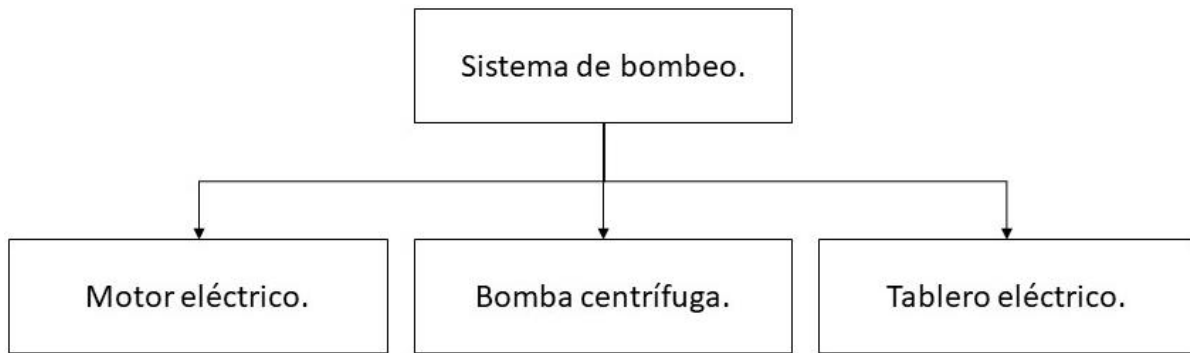 Sistema de bombeo.
Motor eléctrico.
Bomba centrífuga.
Tablero eléctrico.